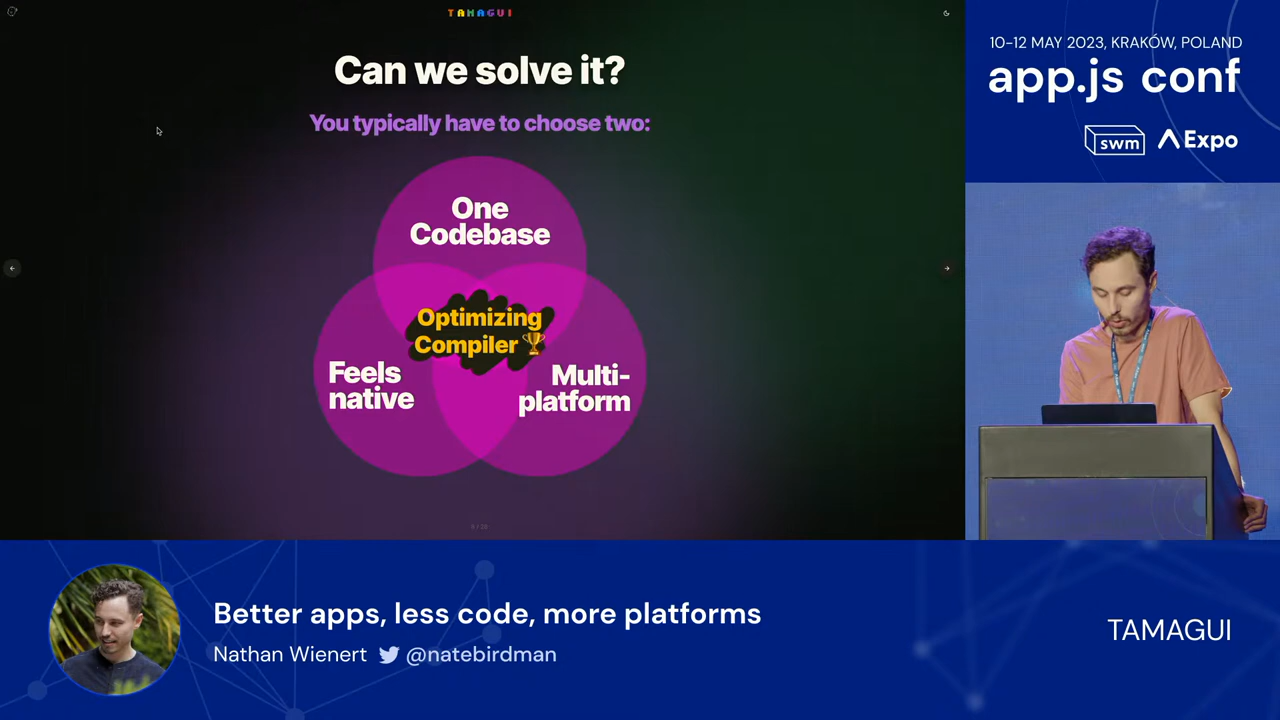 TAMAGUI
Can we solve it?
You typically have to choose two:
One
Codebase
Optimizing
Compiler 🏆
Feels
native
Multi-
platform
10-12 MAY 2023, KRAKÓW, POLAND
app.js conf
swm
Expo
Better apps, less code, more platforms
Nathan Wienert
@natebirdman
TAMAGUI